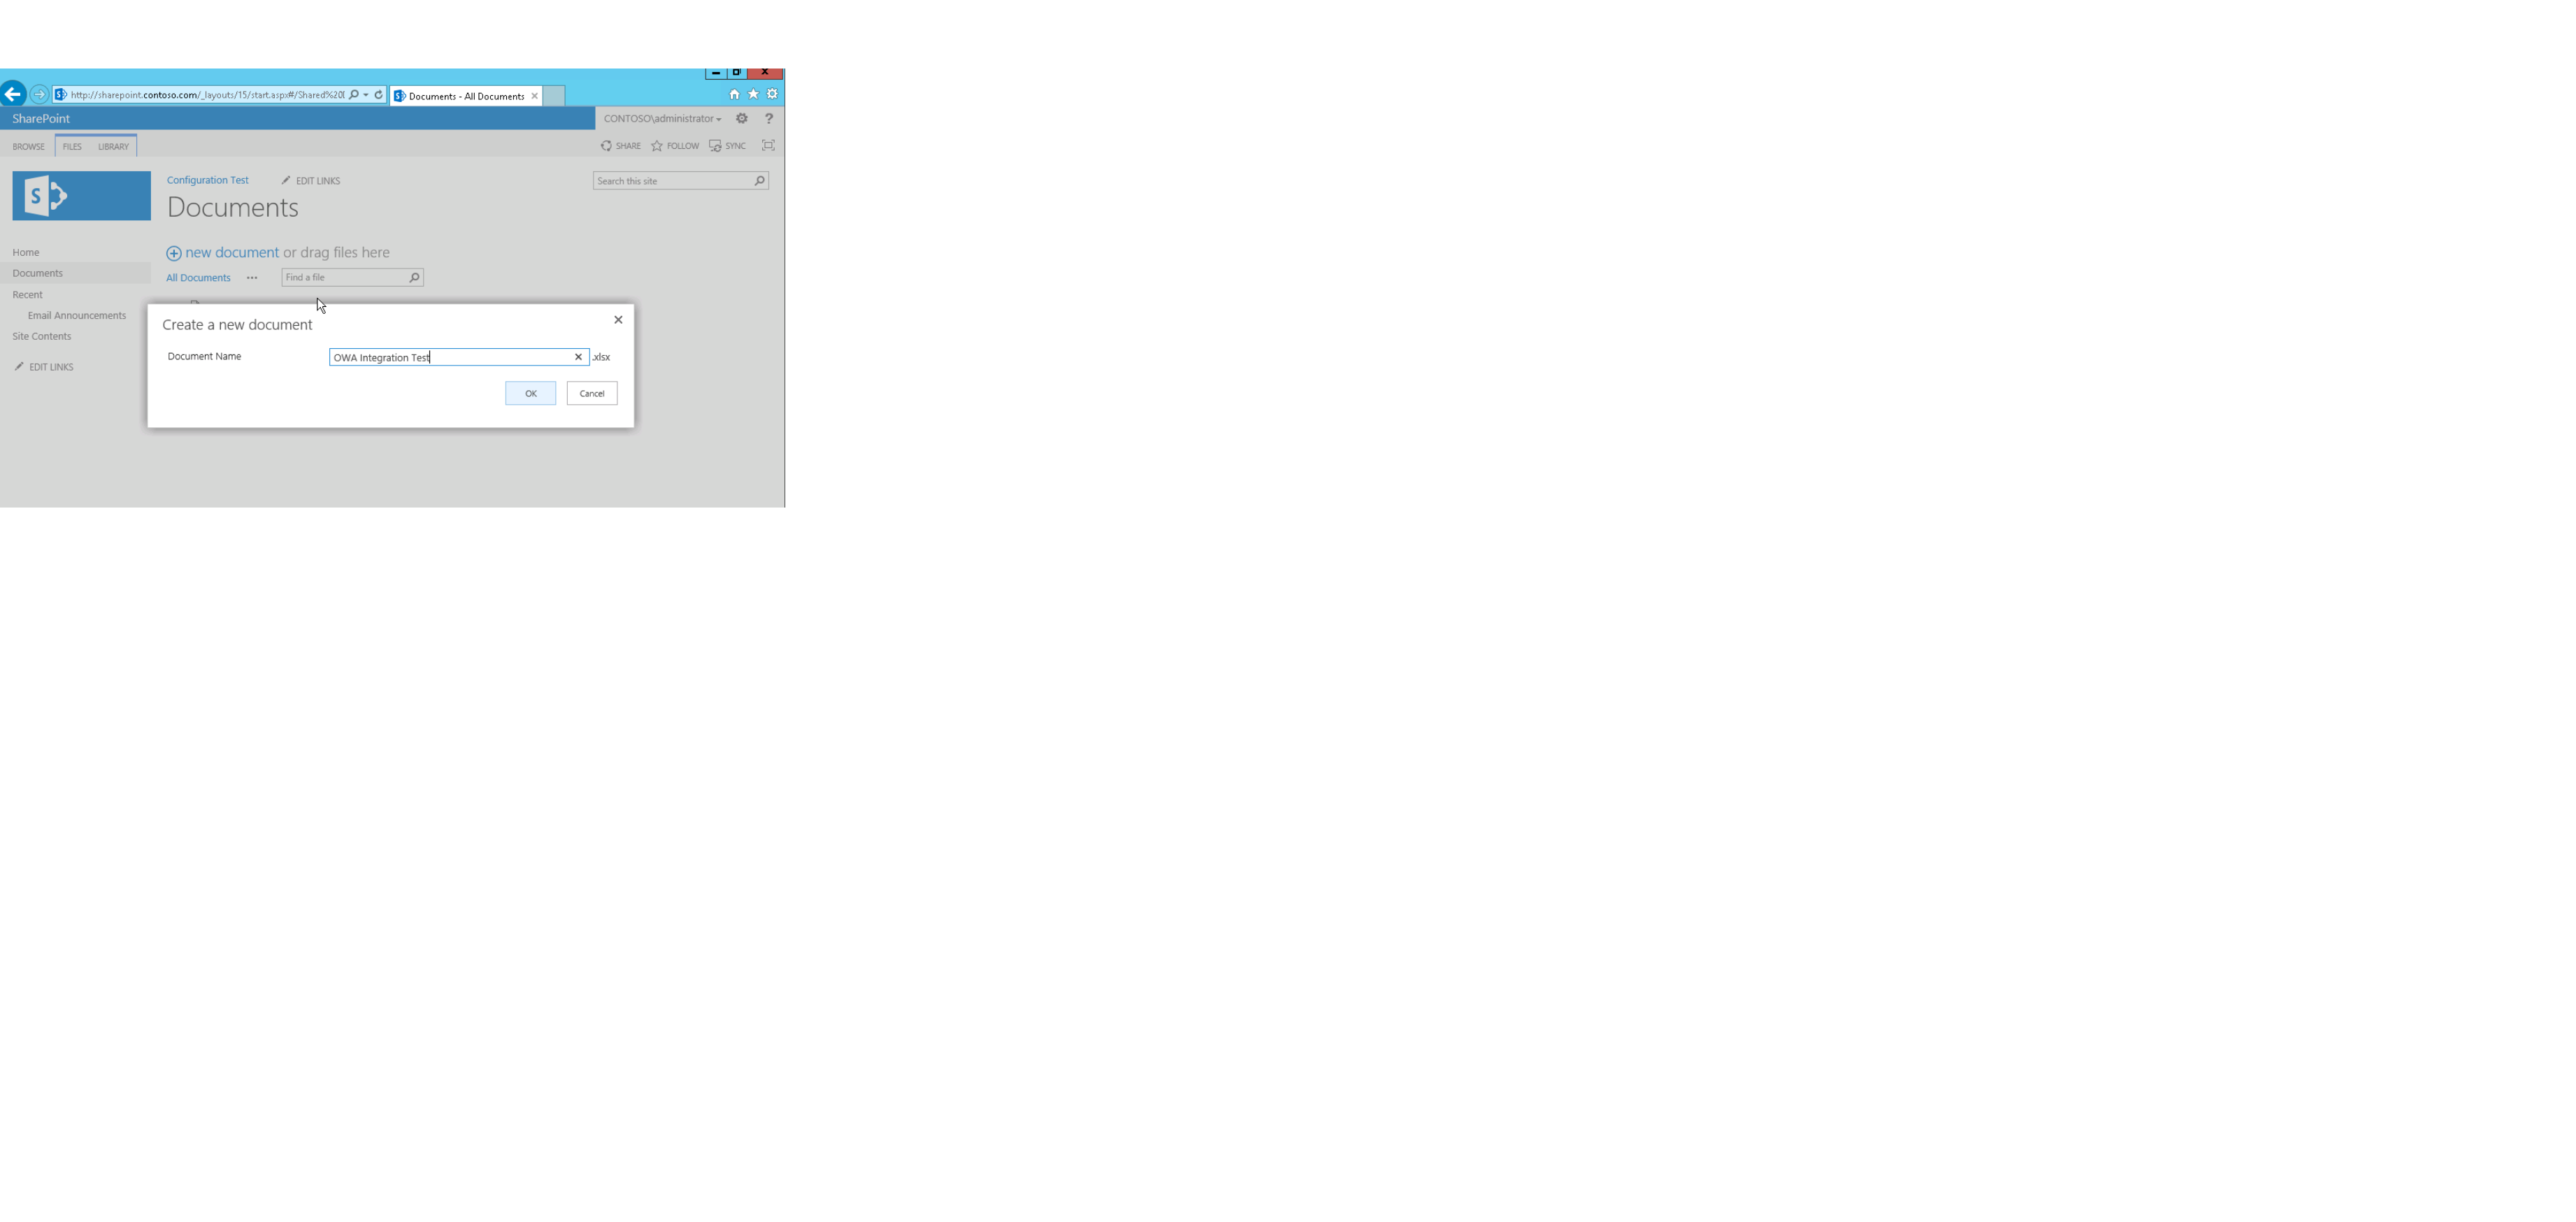 http://sharepoint.contoso.com/_layouts/15/start.aspx#/Shared%20
Documents - All Documents
SharePoint
CONTOSO\administrator
?
BROWSE FILES LIBRARY
SHARE FOLLOW SYNC
S
Configuration Test
EDIT LINKS
Search this site
Documents
Home
Documents
Recent
Email Announcements
Site Contents
EDIT LINKS
new document or drag files here
All Documents ...
Find a file
Create a new document
Document Name
OWA Integration Test
.xlsx
OK
Cancel